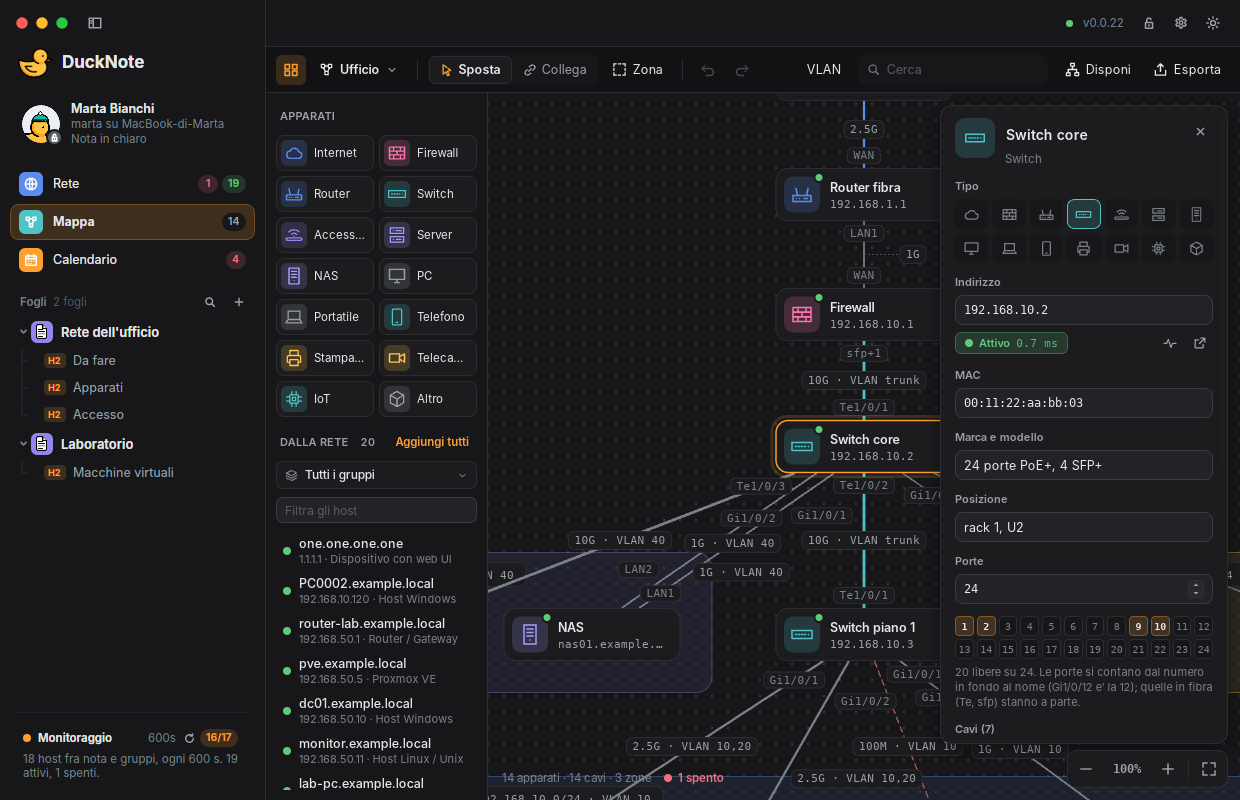 v0.0.22
DuckNote
Marta Bianchi
marta su MacBook-di-Marta
Nota in chiaro
Rete 1 19
Mappa 14
Calendario 4
Fogli 2 fogli
Rete dell'ufficio
H2 Da fare
H2 Apparati
H2 Accesso
Laboratorio
H2 Macchine virtuali
Monitoraggio 600s 16/17
18 host fra nota e gruppi, ogni 600 s. 19
attivi, 1 spenti.
Ufficio
Sposta
Collega
Zona
VLAN
Cerca
Disponi
Esporta
APPARATI
Internet
Firewall
Router
Switch
Access...
Server
NAS
PC
Portatile
Telefono
Stampa...
Teleca...
IoT
Altro
DALLA RETE 20 Aggiungi tutti
Tutti i gruppi
Filtra gli host
one.one.one.one
1.1.1.1 · Dispositivo con web UI
PC0002.example.local
192.168.10.120 · Host Windows
router-lab.example.local
192.168.50.1 · Router / Gateway
pve.example.local
192.168.50.5 · Proxmox VE
dc01.example.local
192.168.50.10 · Host Windows
monitor.example.local
192.168.50.11 · Host Linux / Unix
lab-pc.example.local
2.5G
WAN
Router fibra
192.168.1.1
LAN1
1G
WAN
Firewall
192.168.10.1
sfp+1
10G · VLAN trunk
Te1/0/1
Switch core
192.168.10.2
Te1/0/3
Te1/0/2
Gi1/0/2
Gi1/0/1
10G · VLAN 40
1G · VLAN 40
10G · VLAN trunk
LAN2
1G · VLAN 40
N 40
LAN1
Te1/0/1
NAS
nas01.example....
Switch piano 1
192.168.10.3
Gi1/0/1
Gi1/0/1
Gi1/0/2
2.5G · VLAN 10,20
100M · VLAN 10
1G · VLAN 10
14 apparati · 14 cavi · 3 zone 1 spento
2.5G · VLAN 10,20
100%
Switch core
Switch
Tipo
Indirizzo
192.168.10.2
Attivo 0.7 ms
MAC
00:11:22:aa:bb:03
Marca e modello
24 porte PoE+, 4 SFP+
Posizione
rack 1, U2
Porte
24
1 2 3 4 5 6 7 8 9 10 11 12
13 14 15 16 17 18 19 20 21 22 23 24
20 libere su 24. Le porte si contano dal numero
in fondo al nome (Gi1/0/12 e' la 12); quelle in fibra
(Te, sfp) stanno a parte.
Cavi (7)